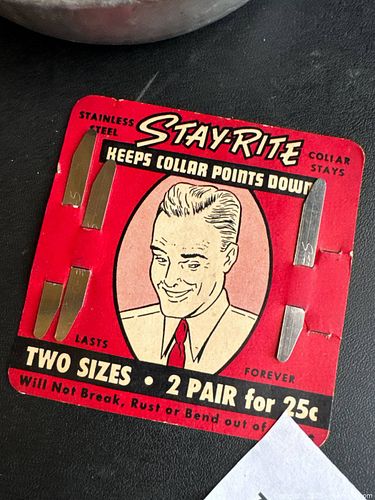 STAINLESS STEEL
STAY-RITE
COLLAR STAYS
KEEPS COLLAR POINTS DOWN
LASTS
FOREVER
TWO SIZES • 2 PAIR for 25c
Will Not Break, Rust or Bend out of